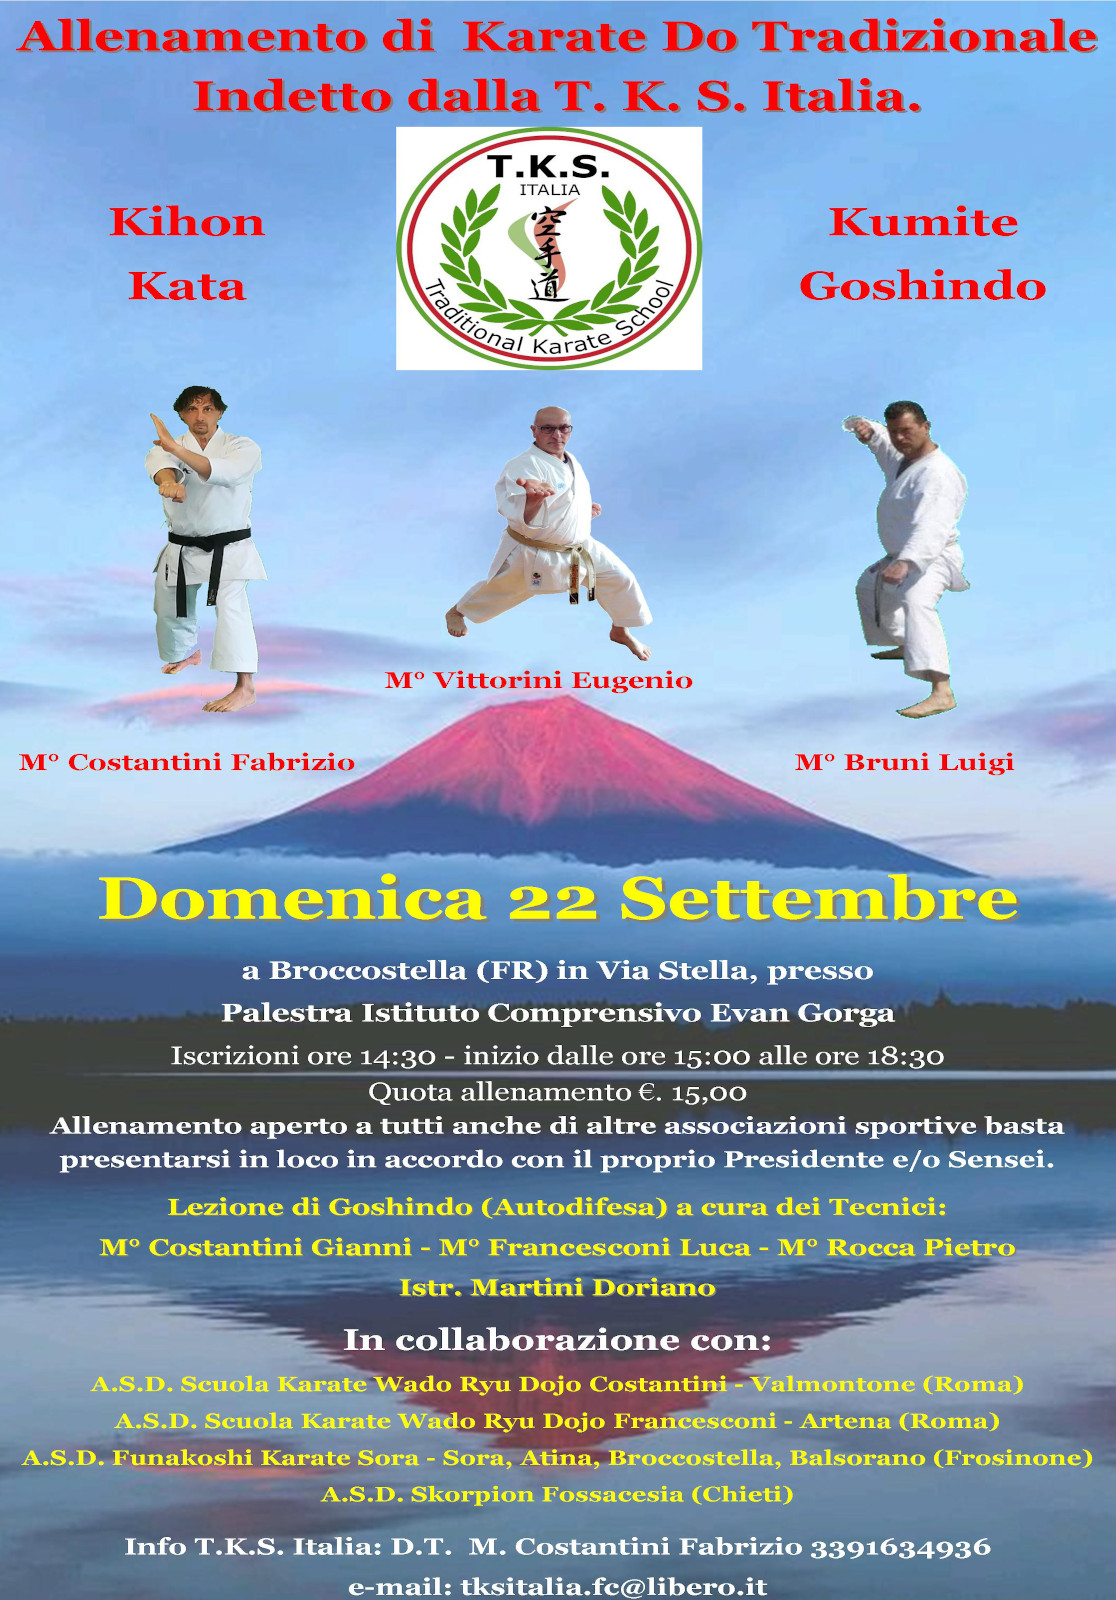 Allenamento di Karate Do Tradizionale
Indetto dalla T. K. S. Italia.
T.K.S.
ITALIA
空手道
Traditional Karate School
Kihon
Kata
Kumite
Goshindo
M° Vittorini Eugenio
M° Costantini Fabrizio
M° Bruni Luigi
Domenica 22 Settembre
a Broccostella (FR) in Via Stella, presso
Palestra Istituto Comprensivo Evan Gorga
Iscrizioni ore 14:30 - inizio dalle ore 15:00 alle ore 18:30
Quota allenamento €. 15,00
Allenamento aperto a tutti anche di altre associazioni sportive basta
presentarsi in loco in accordo con il proprio Presidente e/o Sensei.
Lezione di Goshindo (Autodifesa) a cura dei Tecnici:
M° Costantini Gianni - M° Francesconi Luca - M° Rocca Pietro
Istr. Martini Doriano
In collaborazione con:
A.S.D. Scuola Karate Wado Ryu Dojo Costantini - Valmontone (Roma)
A.S.D. Scuola Karate Wado Ryu Dojo Francesconi - Artena (Roma)
A.S.D. Funakoshi Karate Sora - Sora, Atina, Broccostella, Balsorano (Frosinone)
A.S.D. Skorpion Fossacesia (Chieti)
Info T.K.S. Italia: D.T. M. Costantini Fabrizio 3391634936
e-mail: tksitalia.fc@libero.it